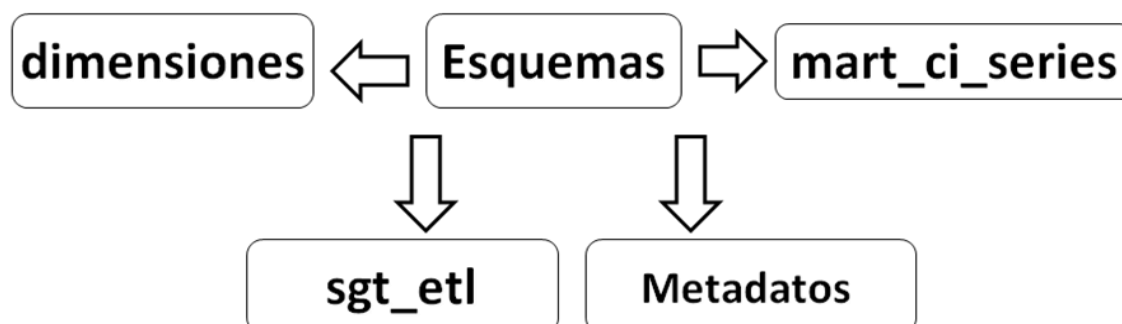 dimensiones
Esquemas
mart_ci_series
sgt_etl
Metadatos